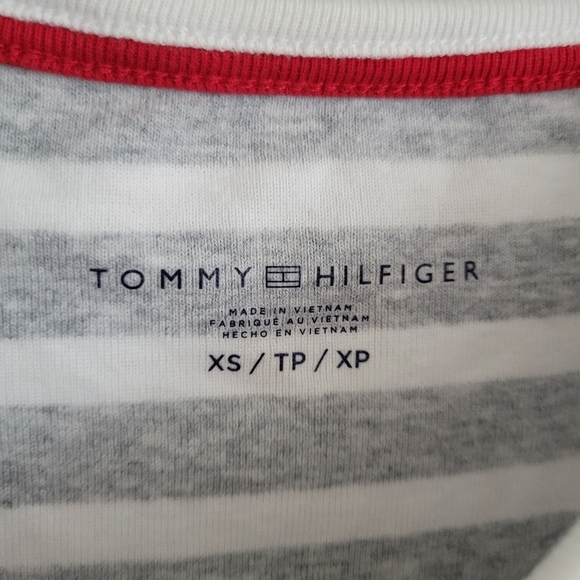 TOMMY HILFIGER
MADE IN VIETNAM
FABRIQUÉ AU VIETNAM
HECHO EN VIETNAM
XS / TP / XP